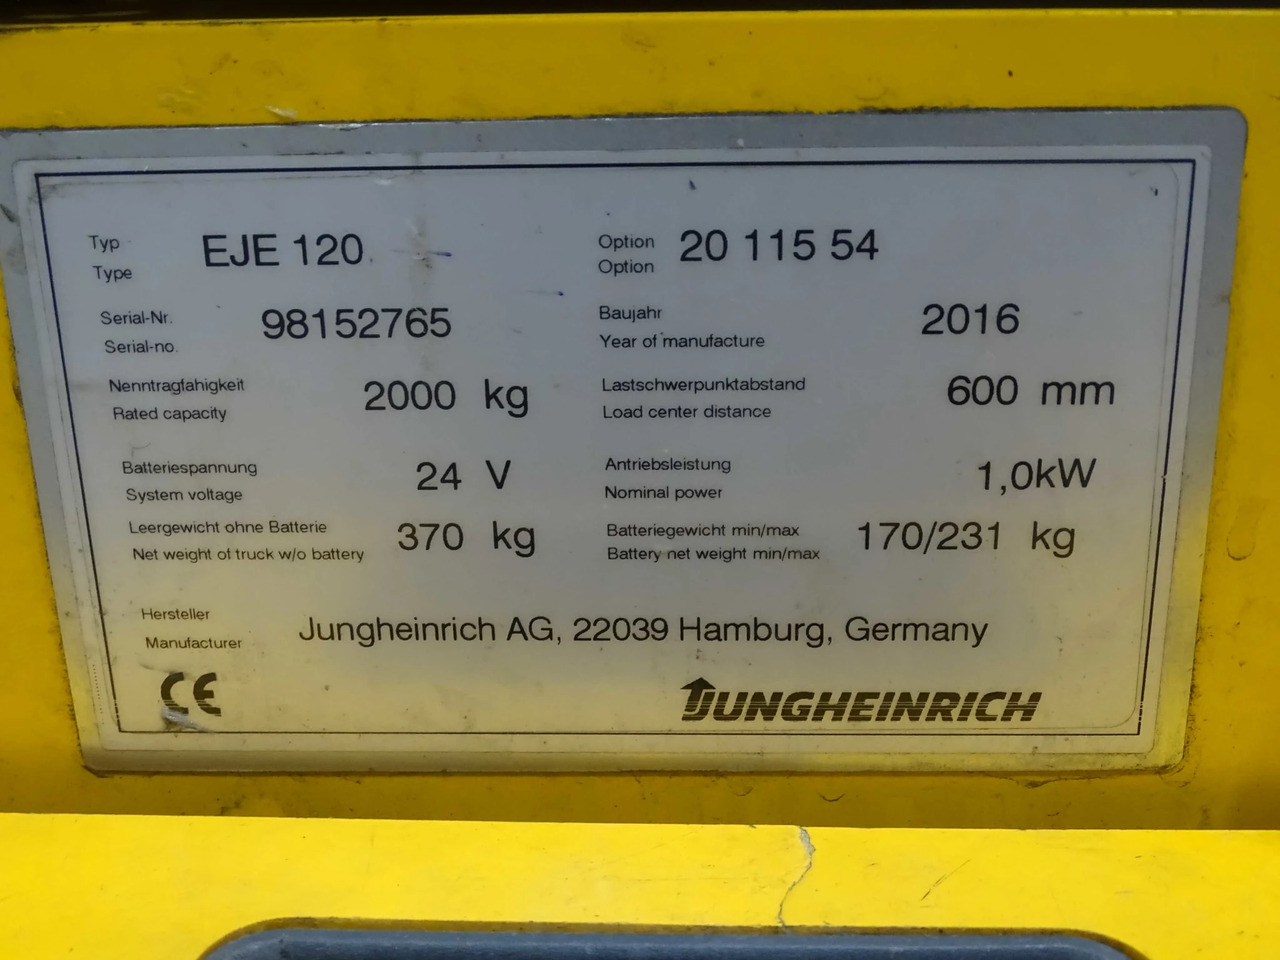 Typ
Type
EJE 120
Option
Option
20 115 54
Serial-Nr.
Serial-no.
98152765
Baujahr
Year of manufacture
2016
Nenntragfahigkeit
Rated capacity
2000 kg
Lastschwerpunktabstand
Load center distance
600 mm
Batteriespannung
System voltage
24 V
Antriebsleistung
Nominal power
1,0kW
Leergewicht ohne Batterie
Net weight of truck w/o battery
370 kg
Batteriegewicht min/max
Battery net weight min/max
170/231 kg
Hersteller
Manufacturer
Jungheinrich AG, 22039 Hamburg, Germany
CE
JUNGHEINRICH